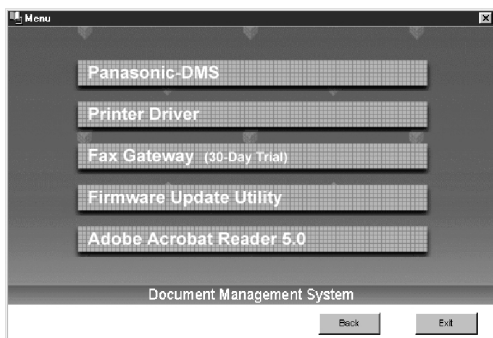 Menu
Panasonic-DMS
Printer Driver
Fax Gateway (30-Day Trial)
Firmware Update Utility
Adobe Acrobat Reader 5.0
Document Management System
Back Exit